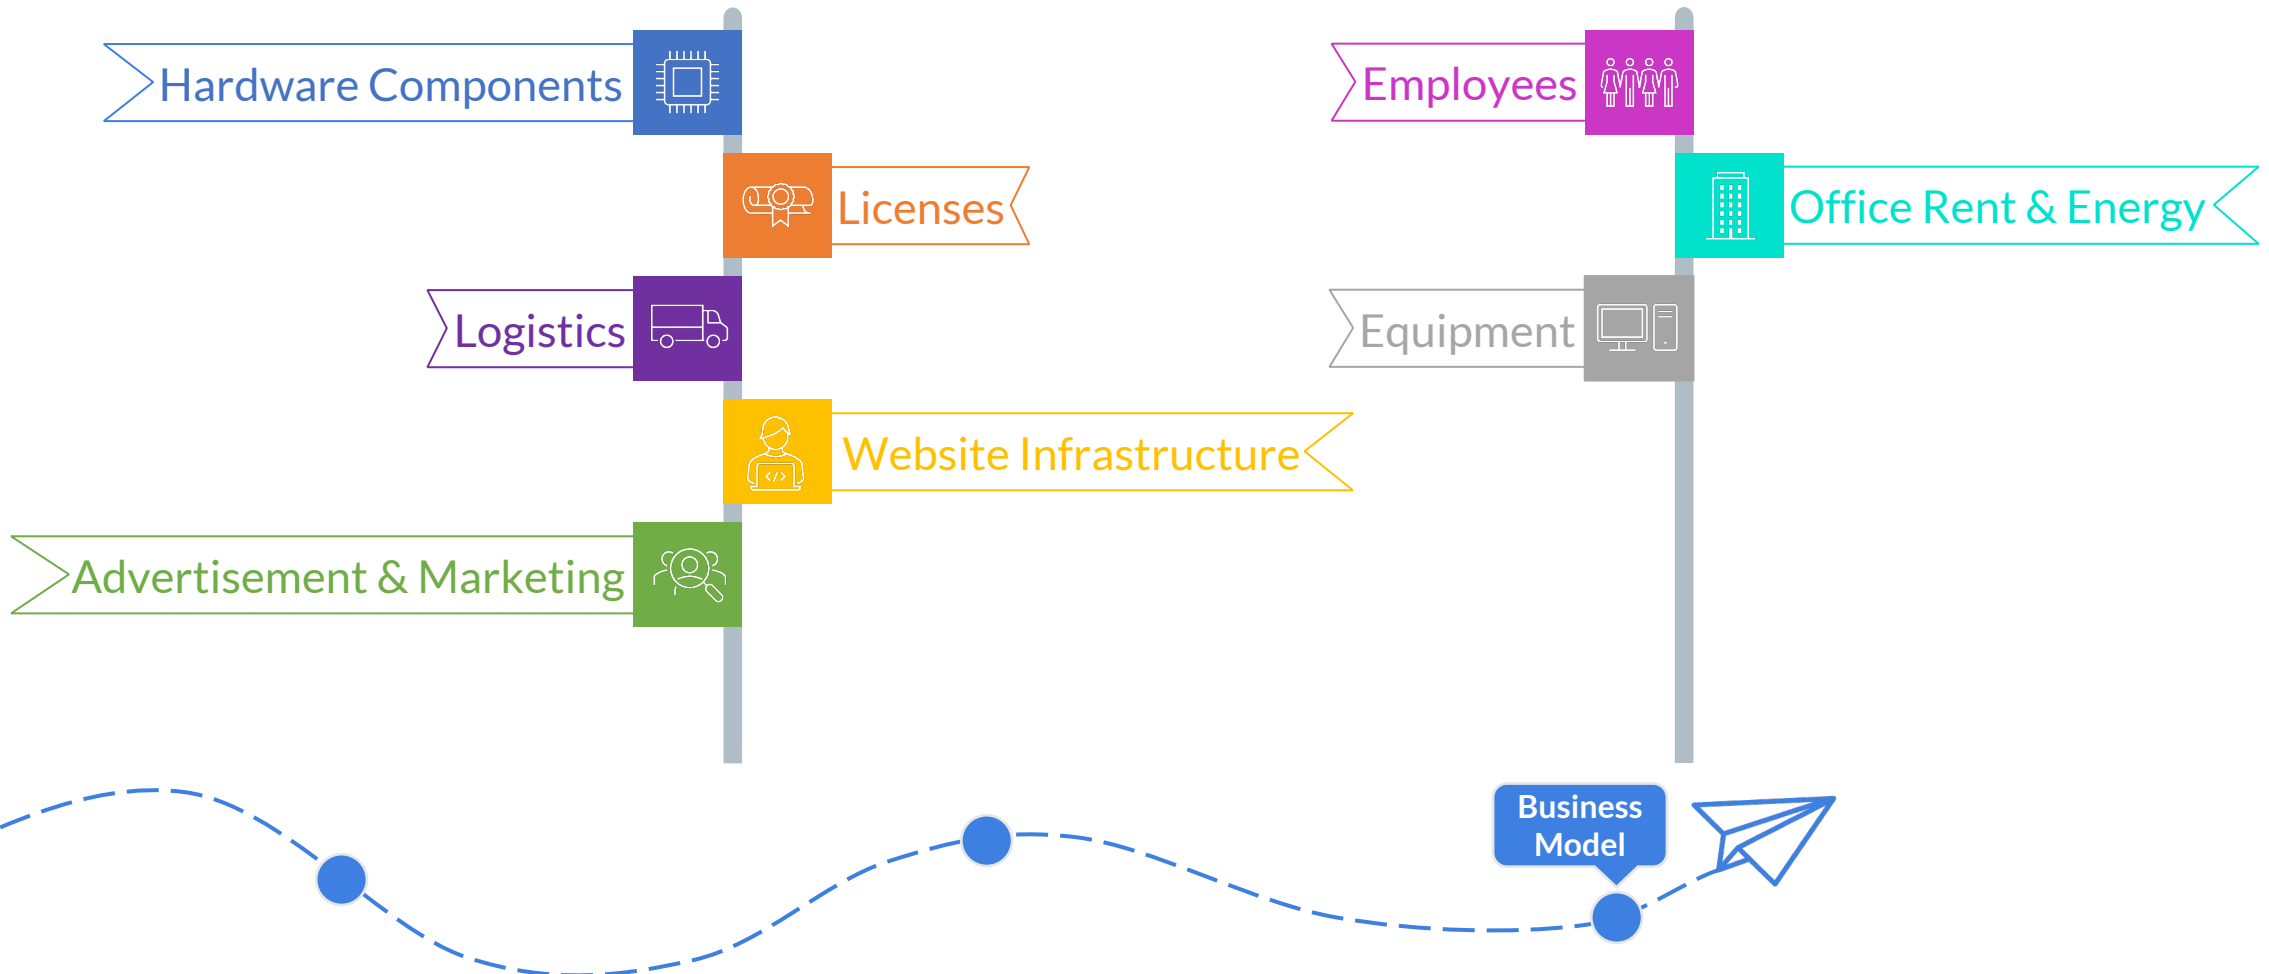 Hardware Components
Licenses
Logistics
Website Infrastructure
Advertisement & Marketing
Employees
Office Rent & Energy
Equipment
Business
Model